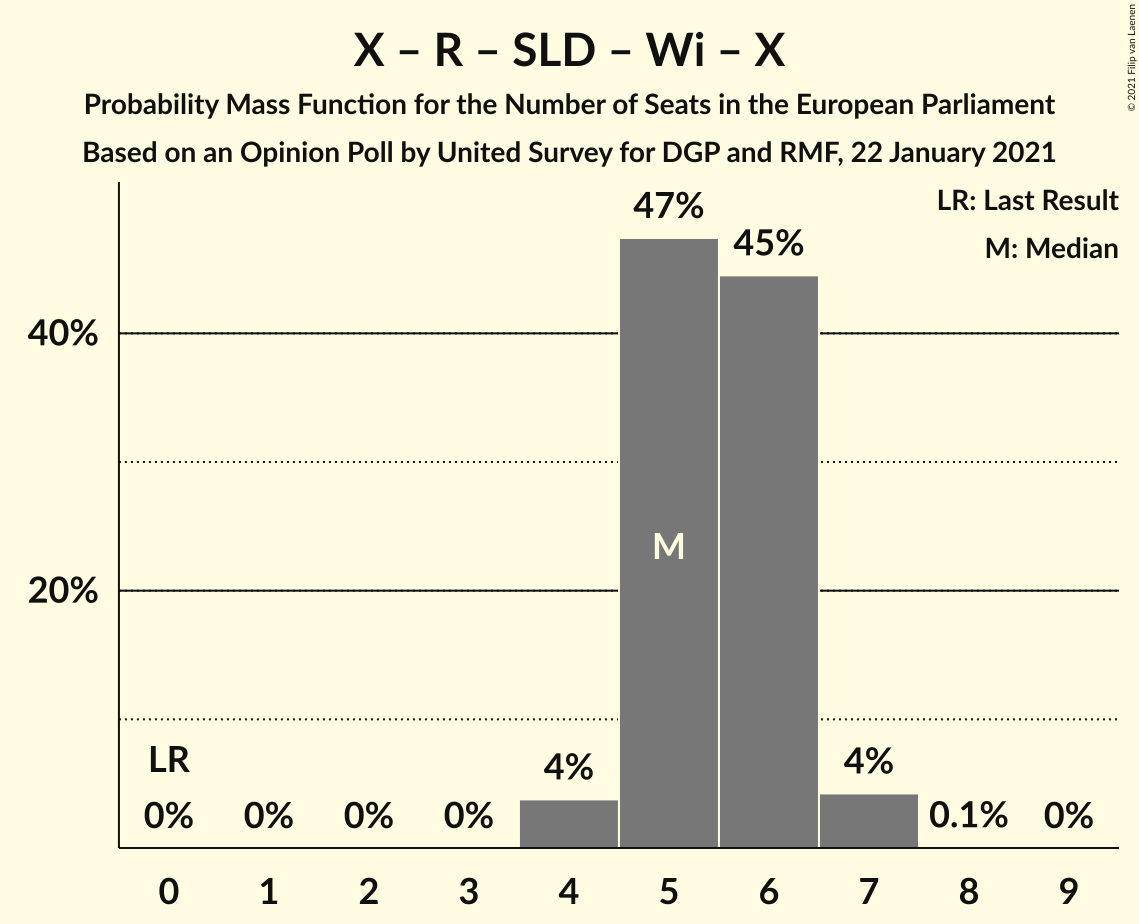 X – R – SLD – Wi – X
Probability Mass Function for the Number of Seats in the European Parliament
Based on an Opinion Poll by United Survey for DGP and RMF, 22 January 2021
© 2021 Filip van Laenen
LR: Last Result
M: Median
47%
45%
40%
M
20%
LR
4%
4%
0%
0%
0%
0%
0.1%
0%
0
1
2
3
4
5
6
7
8
9